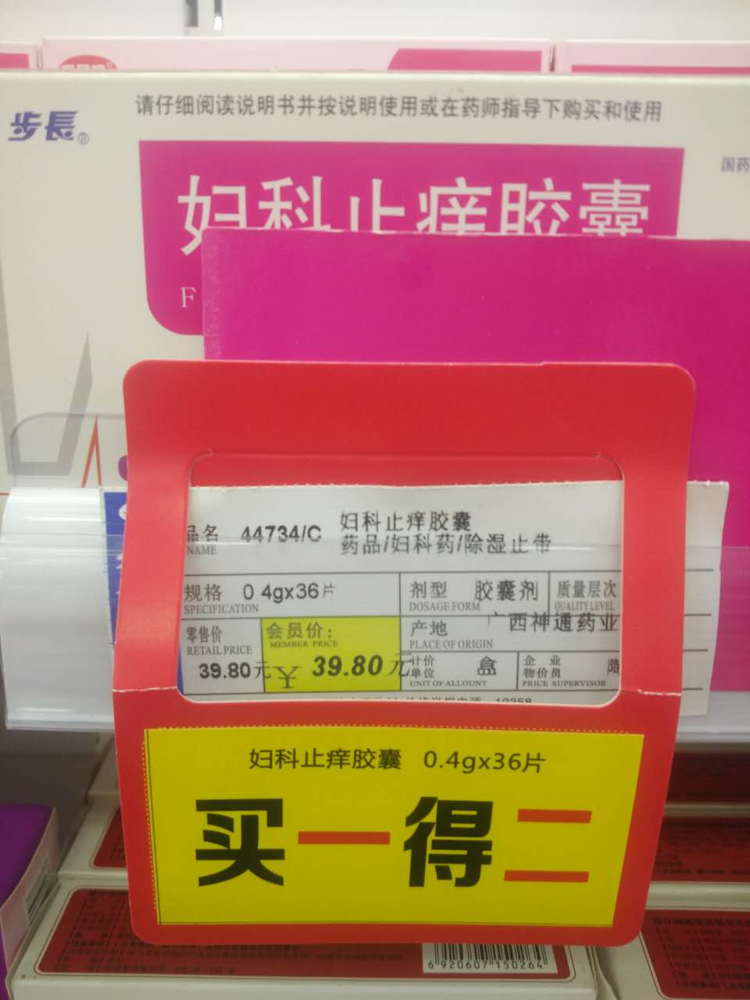 步長®
请仔细阅读说明书并按说明使用或在药师指导下购买和使用
国药
妇科止痒胶囊
F
品名 44734/C 妇科止痒胶囊
NAME 药品/妇科药/除湿止带
规格 0 4gx36片 剂型 胶囊剂 质量层次
SPECIFICATION DOSAGE FORM QUALITY LEVEL
零售价 会员价: 产地 广西神通药业
RETAIL PRICE MEMBER PRICE PLACE OF ORIGIN
39.80元 ¥ 39.80 元 计价单位 盒 企业物价员
UNIT OF ALLOUNT PRICE SUPERVISOR
妇科止痒胶囊 0.4gx36片
买一得二
6 920607 150264